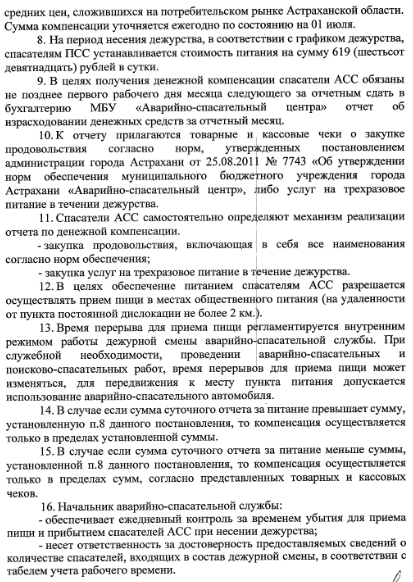 средних цен, сложившихся на потребительском рынке Астраханской области.
Сумма компенсации уточняется ежегодно по состоянию на 01 июля.
8. На период несения дежурства, в соответствии с графиком дежурства,
спасателям ПСС устанавливается стоимость питания на сумму 619 (шестьсот
девятнадцать) рублей в сутки.
9. В целях получения денежной компенсации спасатели АСС обязаны
не позднее первого рабочего дня месяца следующего за отчетным сдать в
бухгалтерию МБУ «Аварийно-спасательный центр» отчет об
израсходовании денежных средств за отчетный месяц.
10. К отчету прилагаются товарные и кассовые чеки о закупке
продовольствия согласно норм, утвержденных постановлением
администрации города Астрахани от 25.08.2011 № 7743 «Об утверждении
норм обеспечения муниципального бюджетного учреждения города
Астрахани «Аварийно-спасательный центр», либо услуг на трехразовое
питание в течении дежурства.
11. Спасатели АСС самостоятельно определяют механизм реализации
отчета по денежной компенсации.
- закупка продовольствия, включающая в себя все наименования
согласно норм обеспечения;
- закупка услуг на трехразовое питание в течение дежурства.
12. В целях обеспечение питанием спасателям АСС разрешается
осуществлять прием пищи в местах общественного питания (на удаленности
от пункта постоянной дислокации не более 2 км.).
13. Время перерыва для приема пищи регламентируется внутренним
режимом работы дежурной смены аварийно-спасательной службы. При
служебной необходимости, проведении аварийно-спасательных и
поисково-спасательных работ, время перерывов для приема пищи может
изменяться, для передвижения к месту пункта питания допускается
использование аварийно-спасательного автомобиля.
14. В случае если сумма суточного отчета за питание превышает сумму,
установленную п.8 данного постановления, то компенсация осуществляется
только в пределах установленной суммы.
15. В случае если сумма суточного отчета за питание меньше суммы,
установленной п.8 данного постановления, то компенсация осуществляется
только в пределах сумм, согласно представленных товарных и кассовых
чеков.
16. Начальники аварийно-спасательной службы:
- обеспечивает ежедневный контроль за временем убытия для приема
пищи и прибытием спасателей АСС при несении дежурства;
- несет ответственность за достоверность предоставляемых сведений о
количестве спасателей, входящих в состав дежурной смены, в соответствии с
табелем учета рабочего времени.